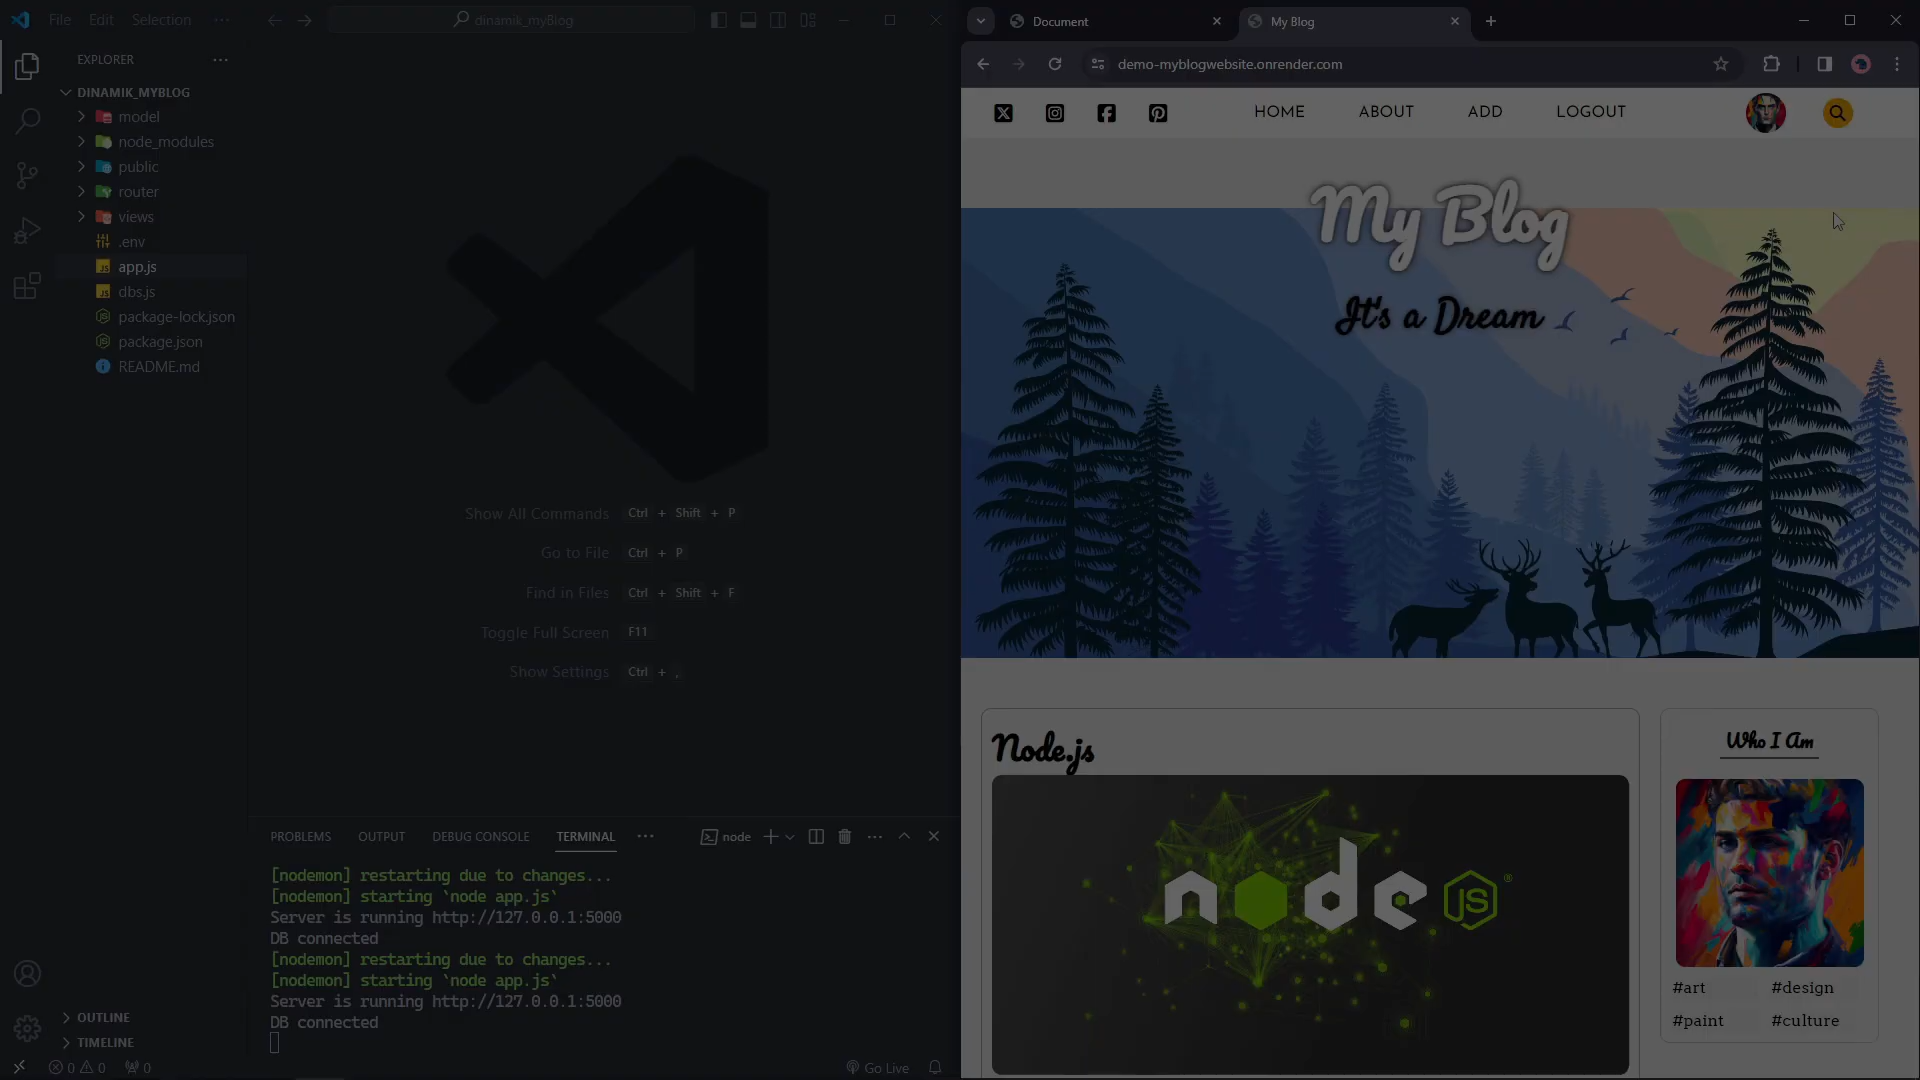 File Edit Selection ···
dinamik_myBlog
EXPLORER
DINAMIK_MYBLOG
model
node_modules
public
router
views
.env
app.js
dbs.js
package-lock.json
package.json
README.md
OUTLINE
TIMELINE
Show All Commands Ctrl + Shift + P
Go to File Ctrl + P
Find in Files Ctrl + Shift + F
Toggle Full Screen F11
Show Settings Ctrl + ,
PROBLEMS OUTPUT DEBUG CONSOLE TERMINAL ··· node
[nodemon] restarting due to changes...
[nodemon] starting `node app.js`
Server is running http://127.0.0.1:5000
DB connected
[nodemon] restarting due to changes...
[nodemon] starting `node app.js`
Server is running http://127.0.0.1:5000
DB connected
0 0 0 Go Live
Document My Blog
demo-myblogwebsite.onrender.com
HOME ABOUT ADD LOGOUT
My Blog
It's a Dream
Node.js
node JS ®
Who I Am
#art #design
#paint #culture